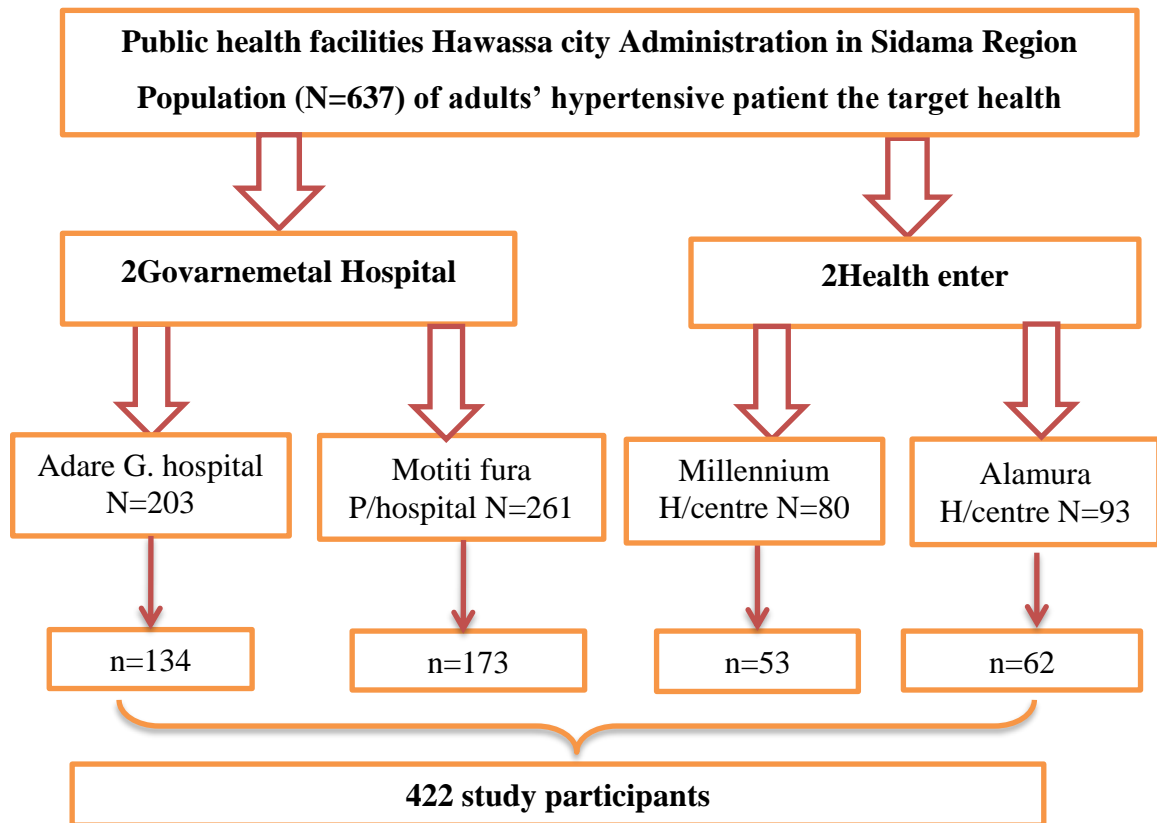 Public health facilities Hawassa city Administration in Sidama Region
Population (N=637) of adults’ hypertensive patient the target health
2Govarnemetal Hospital
2Health enter
Adare G. hospital
N=203
Motiti fura
P/hospital N=261
Millennium
H/centre N=80
Alamura
H/centre N=93
n=134
n=173
n=53
n=62
422 study participants